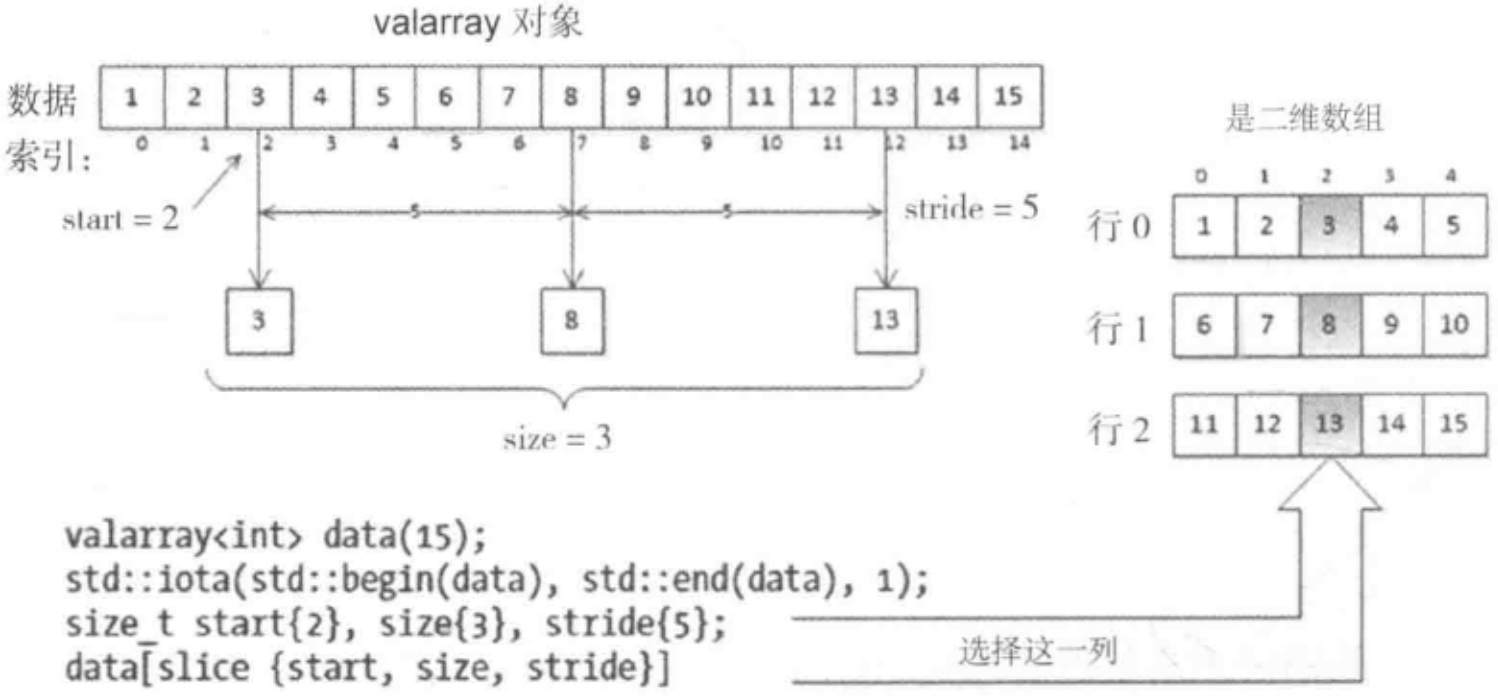 valarray 对象
数据 1 2 3 4 5 6 7 8 9 10 11 12 13 14 15
索引: 0 1 2 3 4 5 6 7 8 9 10 11 12 13 14
start = 2
5 5
stride = 5
3 8 13
size = 3
是二维数组
0 1 2 3 4
行 0 1 2 3 4 5
行 1 6 7 8 9 10
行 2 11 12 13 14 15
valarray<int> data(15);
std::iota(std::begin(data), std::end(data), 1);
size_t start{2}, size{3}, stride{5};
data[slice {start, size, stride}]
选择这一列